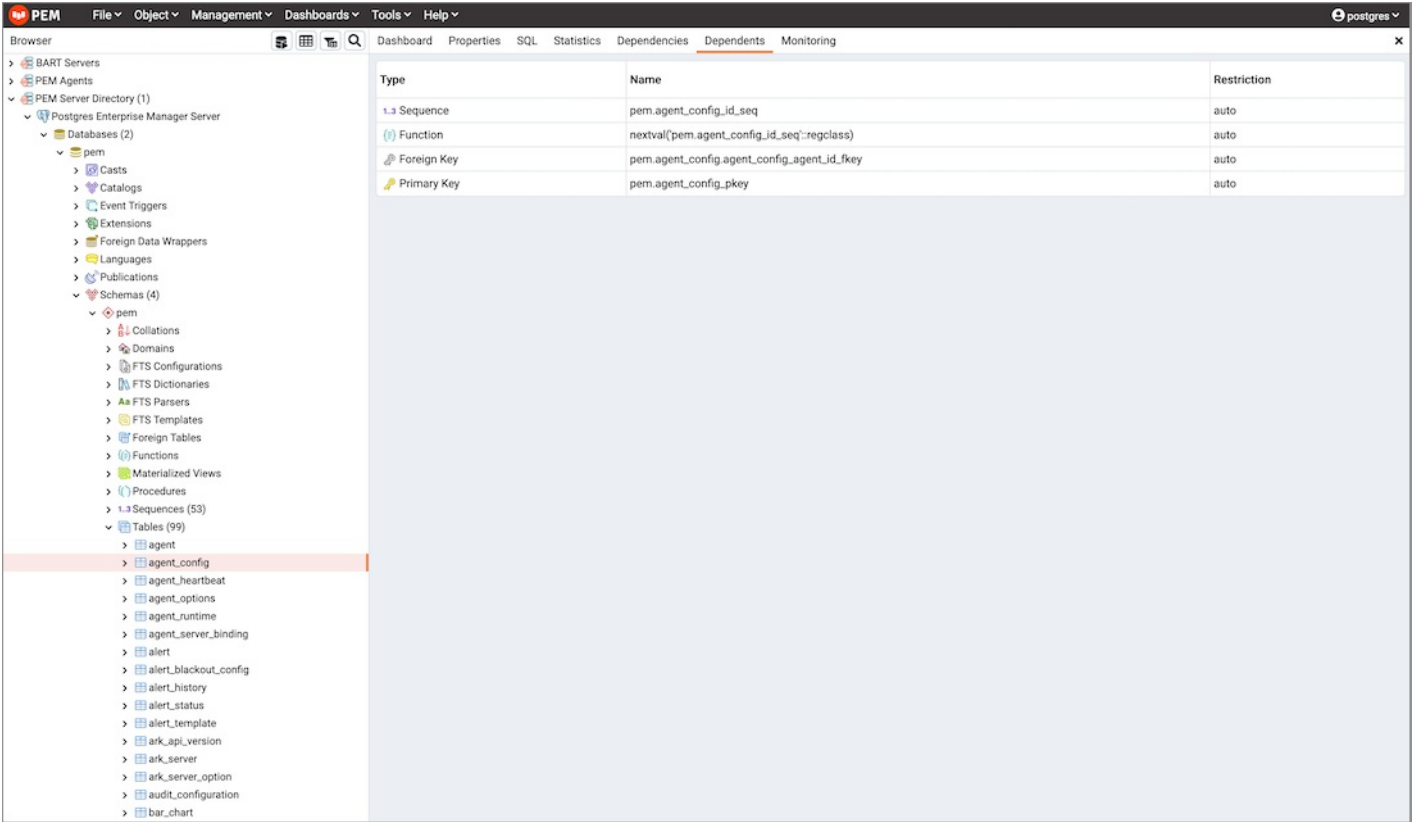 PEM File Object Management Dashboards Tools Help postgres
Browser
Dashboard Properties SQL Statistics Dependencies Dependents Monitoring
BART Servers
PEM Agents
PEM Server Directory (1)
Postgres Enterprise Manager Server
Databases (2)
pem
Casts
Catalogs
Event Triggers
Extensions
Foreign Data Wrappers
Languages
Publications
Schemas (4)
pem
Collations
Domains
FTS Configurations
FTS Dictionaries
Aa FTS Parsers
FTS Templates
Foreign Tables
Functions
Materialized Views
Procedures
1..3 Sequences (53)
Tables (99)
agent
agent_config
agent_heartbeat
agent_options
agent_runtime
agent_server_binding
alert
alert_blackout_config
alert_history
alert_status
alert_template
ark_api_version
ark_server
ark_server_option
audit_configuration
bar_chart
Type Name Restriction
1..3 Sequence pem.agent_config_id_seq auto
Function nextval('pem.agent_config_id_seq'::regclass) auto
Foreign Key pem.agent_config.agent_config_agent_id_fkey auto
Primary Key pem.agent_config_pkey auto